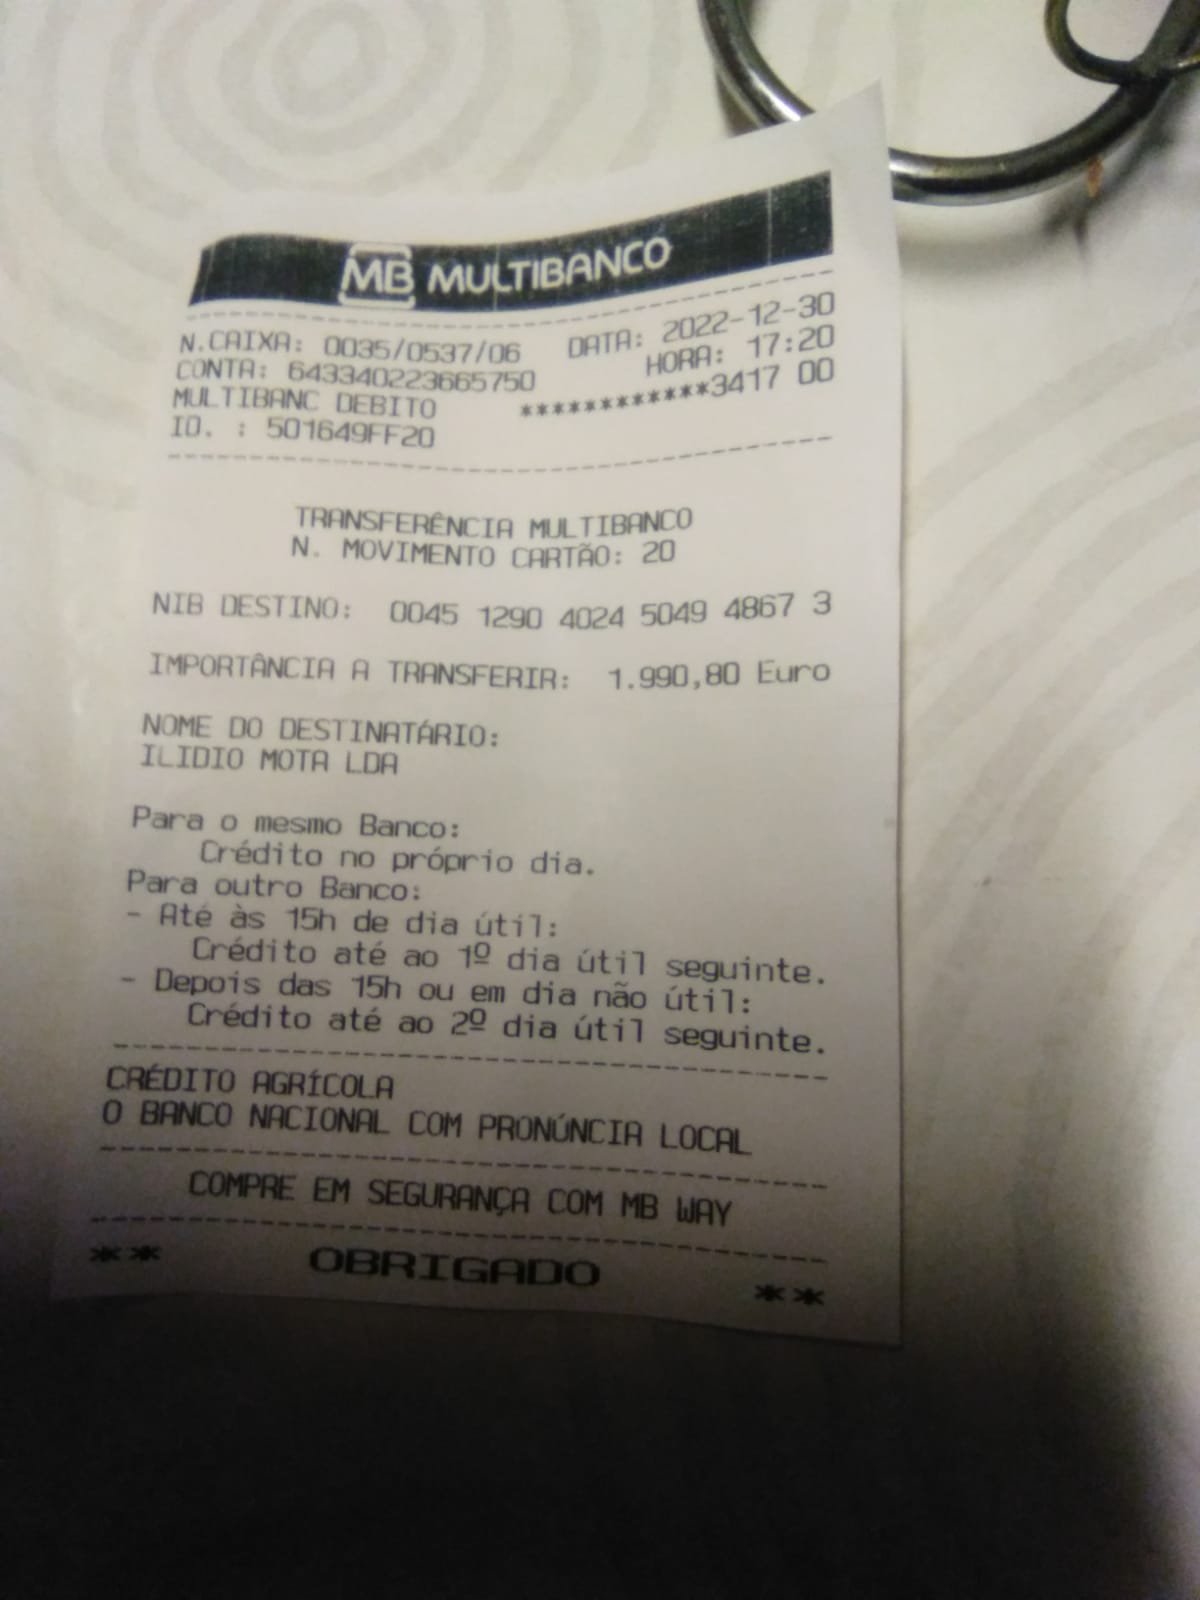 MB MULTIBANCO
N.CAIXA: 0035/0537/06 DATA: 2022-12-30
CONTA: 643340223665750 HORA: 17:20
MULTIBANC DEBITO ************3417 00
ID. : 501649FF20
TRANSFERÊNCIA MULTIBANCO
N. MOVIMENTO CARTÃO: 20
NIB DESTINO: 0045 1290 4024 5049 4867 3
IMPORTÂNCIA A TRANSFERIR: 1.990,80 Euro
NOME DO DESTINATÁRIO:
ILIDIO MOTA LDA
Para o mesmo Banco:
Crédito no próprio dia.
Para outro Banco:
- Até às 15h de dia útil:
Crédito até ao 1º dia útil seguinte.
- Depois das 15h ou em dia não útil:
Crédito até ao 2º dia útil seguinte.
CRÉDITO AGRÍCOLA
O BANCO NACIONAL COM PRONÚNCIA LOCAL
COMPRE EM SEGURANÇA COM MB WAY
** OBRIGADO **